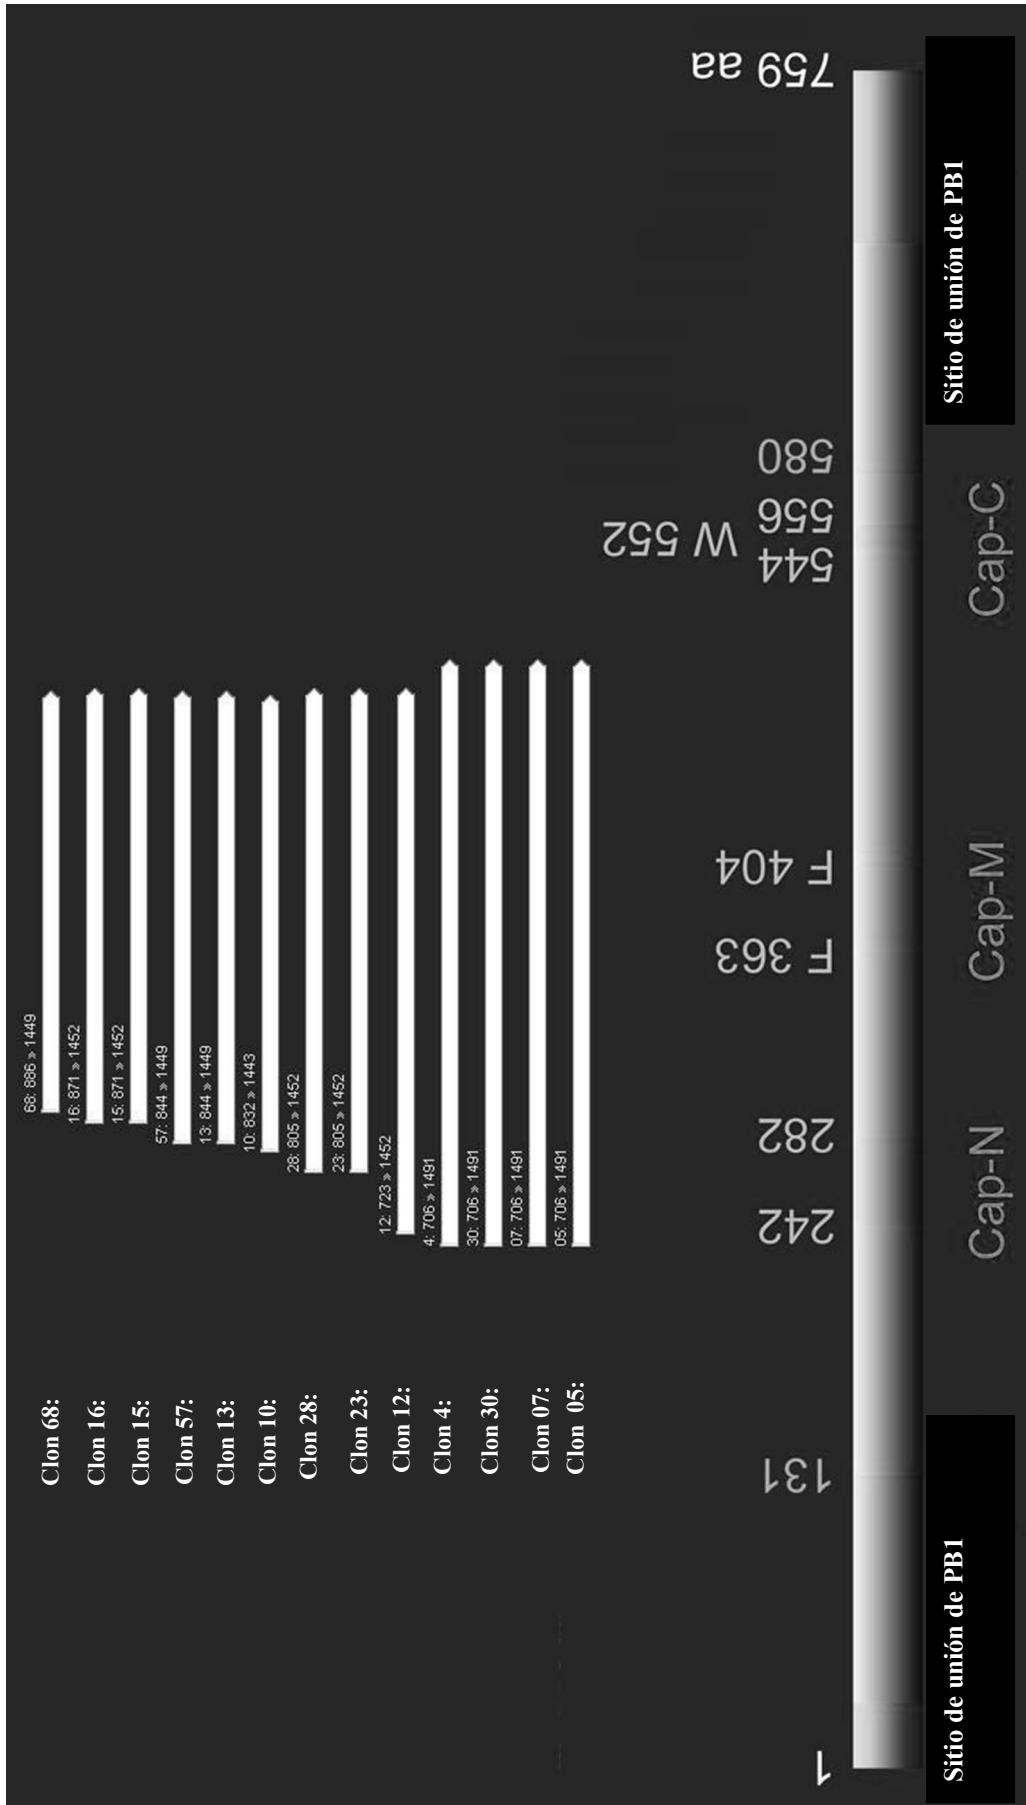 Clon 68:
68: 886 » 1449
Clon 16:
16: 871 » 1452
Clon 15:
15: 871 » 1452
Clon 57:
57: 844 » 1449
Clon 13:
13: 844 » 1449
Clon 10:
10: 832 » 1443
Clon 28:
28: 805 » 1452
Clon 23:
23: 805 » 1452
Clon 12:
12: 723 » 1452
Clon 4:
4: 706 » 1491
Clon 30:
30: 706 » 1491
Clon 07:
07: 706 » 1491
Clon 05:
05: 706 » 1491
W 552
1
131
242
282
F 363
F 404
544
556
580
759 aa
Sitio de unión de PB1
Cap-N
Cap-M
Cap-C
Sitio de unión de PB1